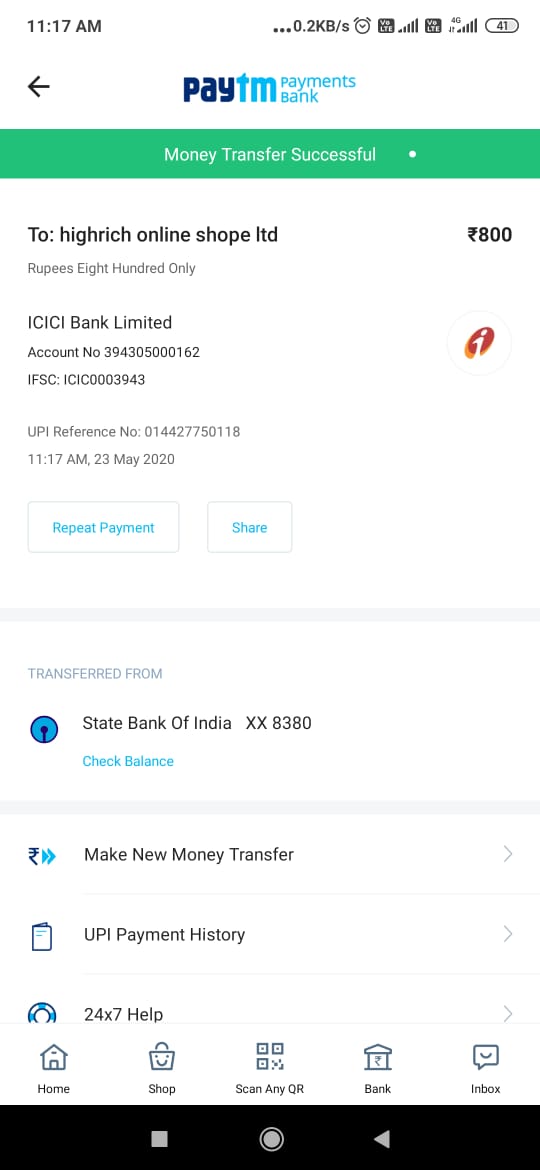 11:17 AM
...0.2KB/s
Vo LTE
Vo LTE
4G
41
paytm Payments Bank
Money Transfer Successful
To: highrich online shope ltd
₹800
Rupees Eight Hundred Only
ICICI Bank Limited
Account No 394305000162
IFSC: ICIC0003943
UPI Reference No: 014427750118
11:17 AM, 23 May 2020
Repeat Payment
Share
TRANSFERRED FROM
State Bank Of India XX 8380
Check Balance
Make New Money Transfer
UPI Payment History
24x7 Help
Home
Shop
Scan Any QR
Bank
Inbox